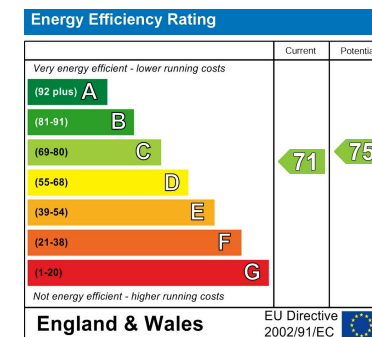 Energy Efficiency Rating
Current Potentia
Very energy efficient - lower running costs
(92 plus) A
(81-91) B
(69-80) C
71 75
(55-68) D
(39-54) E
(21-38) F
(1-20) G
Not energy efficient - higher running costs
England & Wales
EU Directive
2002/91/EC